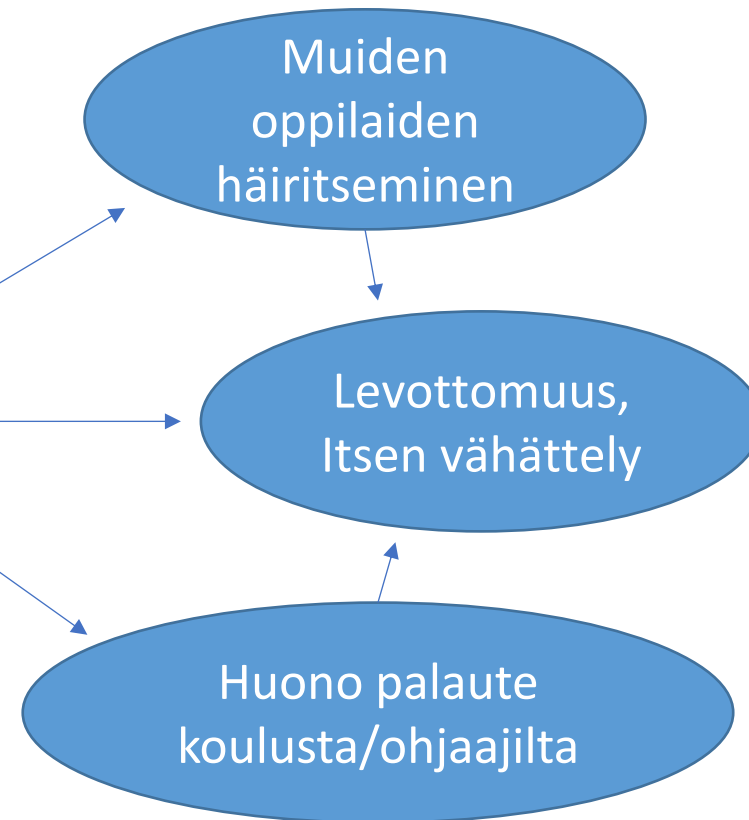 Muiden
oppilaiden
häiritseminen
Levottomuus,
Itsen vähättely
Huono palaute
koulusta/ohjaajilta